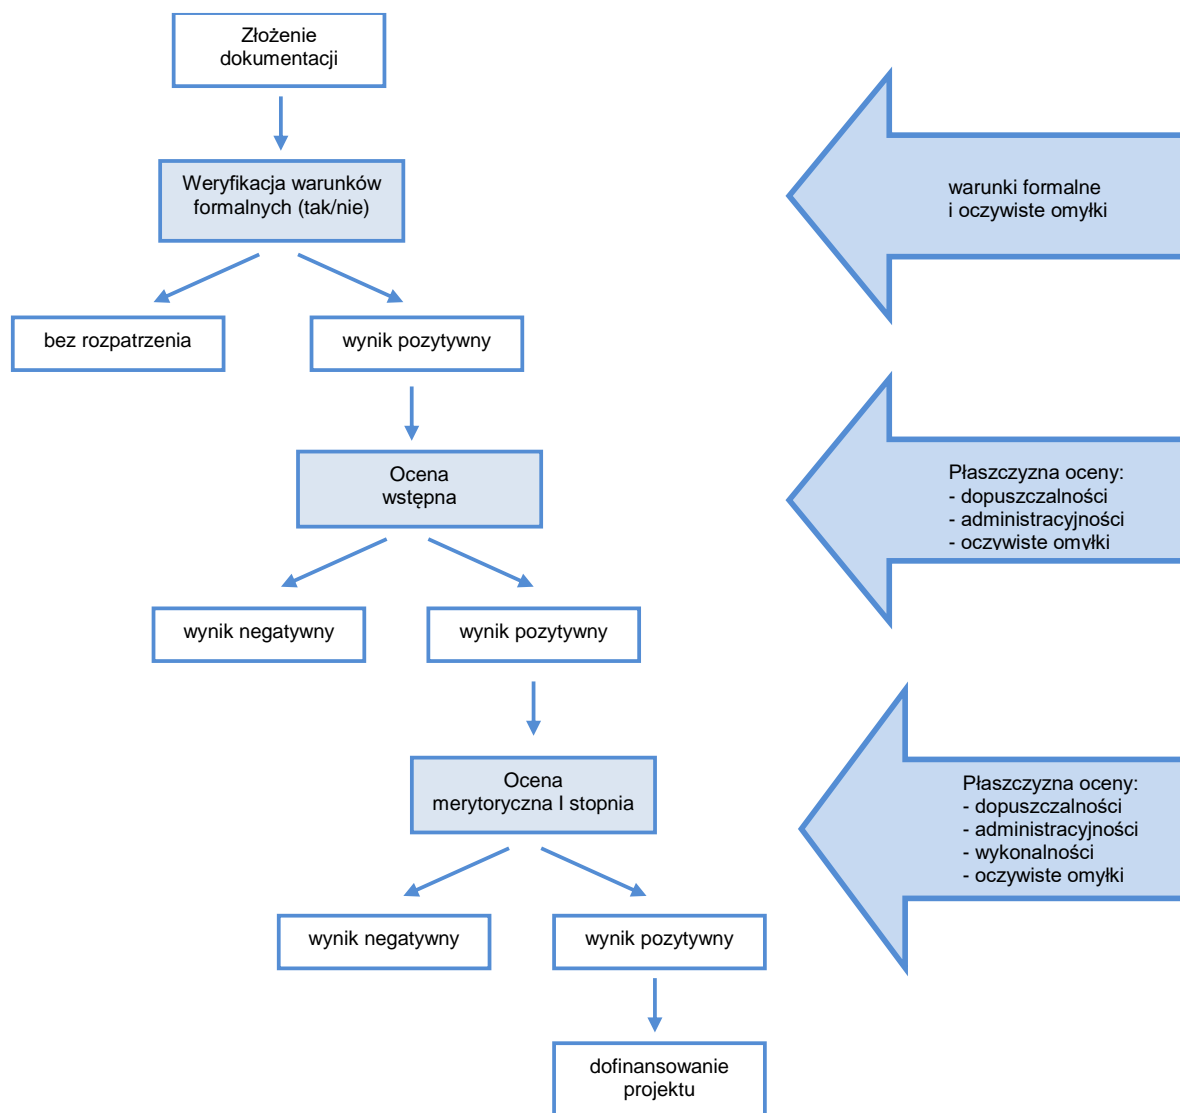 Złożenie
dokumentacji
Weryfikacja warunków
formalnych (tak/nie)
warunki formalne
i oczywiste omyłki
bez rozpatrzenia
wynik pozytywny
Ocena
wstępna
Płaszczyzna oceny:
- dopuszczalności
- administracyjności
- oczywiste omyłki
wynik negatywny
wynik pozytywny
Ocena
merytoryczna I stopnia
Płaszczyzna oceny:
- dopuszczalności
- administracyjności
- wykonalności
- oczywiste omyłki
wynik negatywny
wynik pozytywny
dofinansowanie
projektu